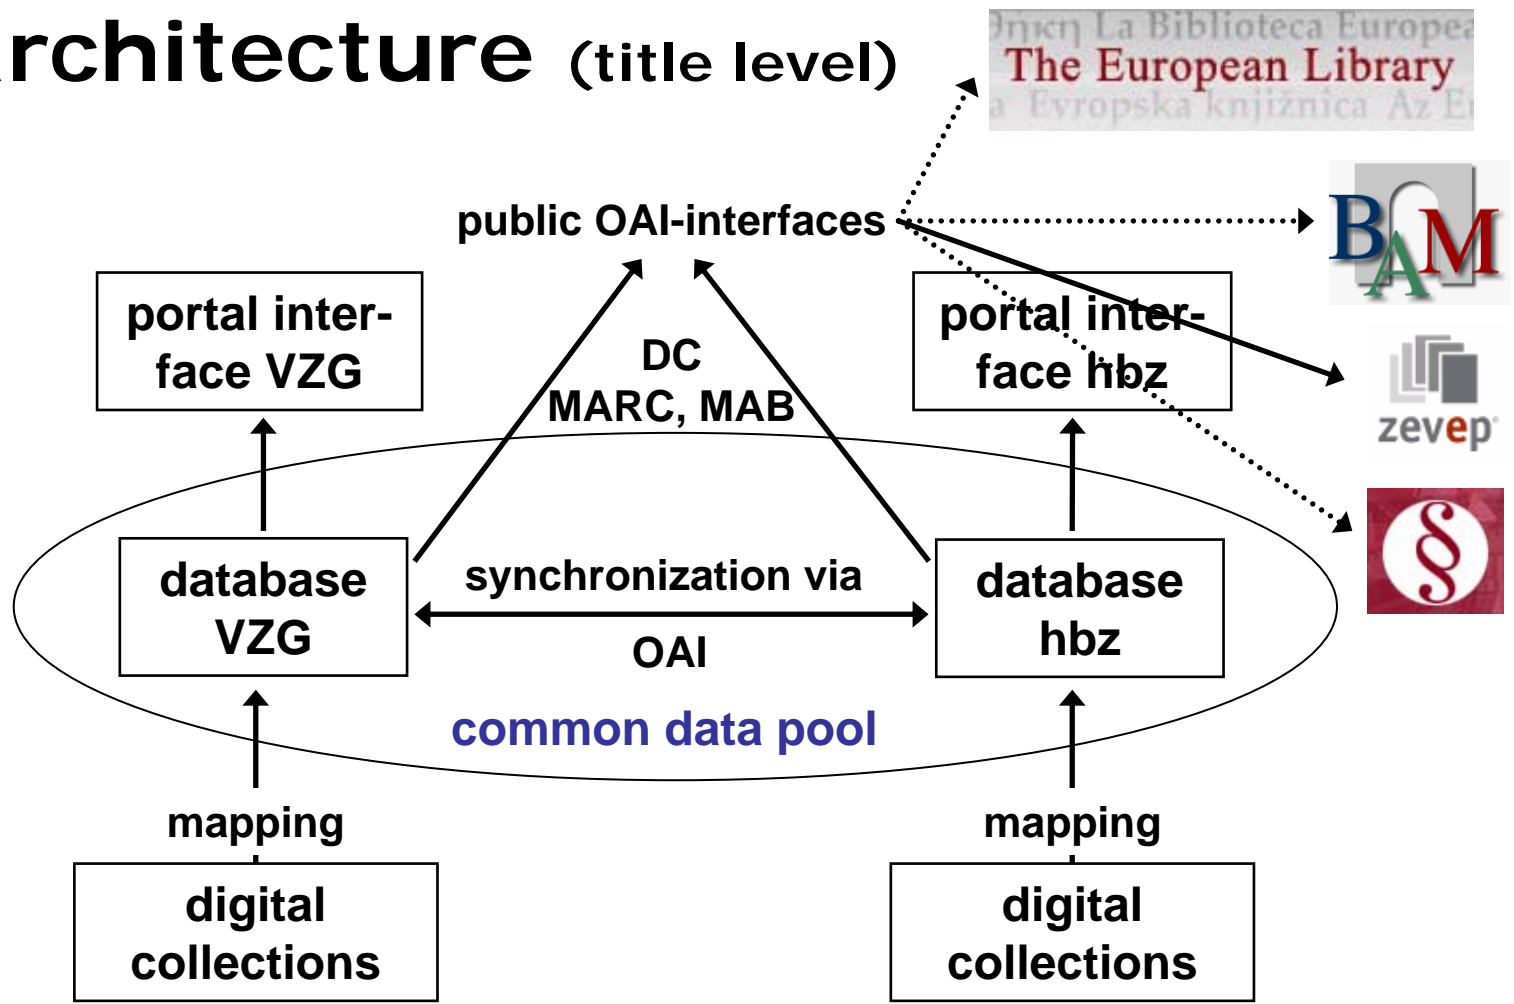 rchitecture (title level)
θήκη La Biblioteca Europea
The European Library
a Evropska knjižnica Az E
public OAI-interfaces
BAM
portal inter-
face VZG
DC
MARC, MAB
portal inter-
face hbz
zevep
§
database
VZG
synchronization via
OAI
database
hbz
common data pool
mapping
mapping
digital
collections
digital
collections